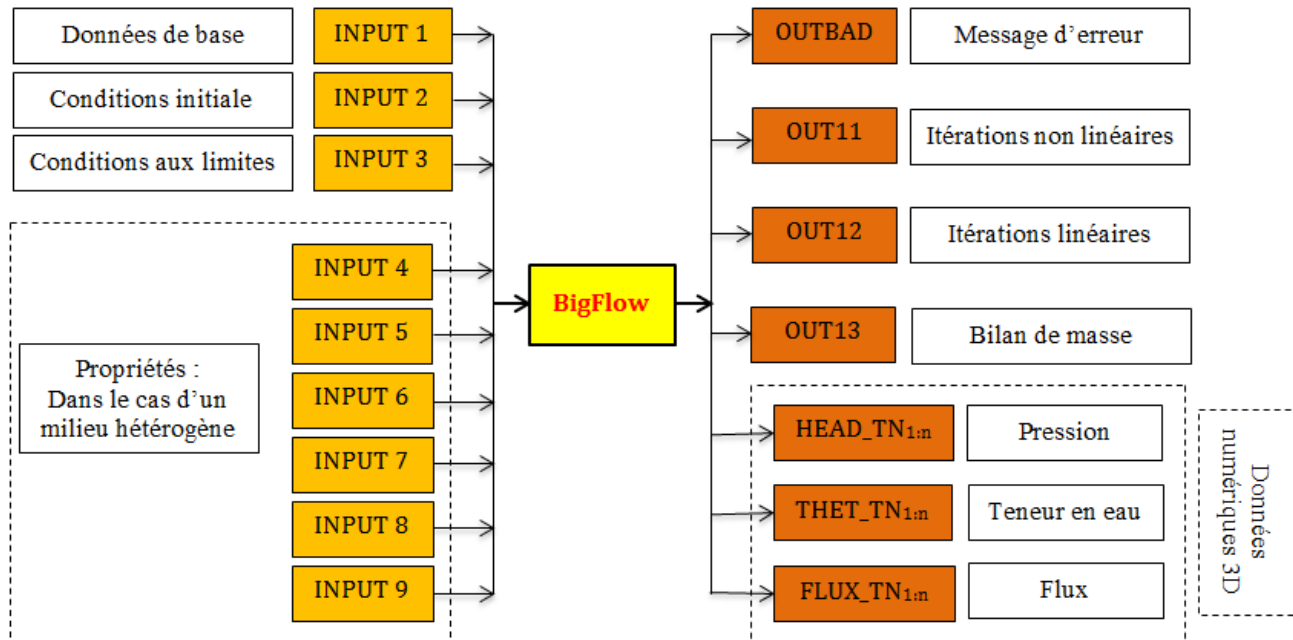 Données de base
INPUT 1
Conditions initiale
INPUT 2
Conditions aux limites
INPUT 3
INPUT 4
INPUT 5
Propriétés :
Dans le cas d’un
milieu hétérogène
INPUT 6
INPUT 7
INPUT 8
INPUT 9
BigFlow
OUTBAD
Message d’erreur
OUT11
Itérations non linéaires
OUT12
Itérations linéaires
OUT13
Bilan de masse
HEAD_TN1:n
Pression
THET_TN1:n
Teneur en eau
FLUX_TN1:n
Flux
Données
numériques 3D